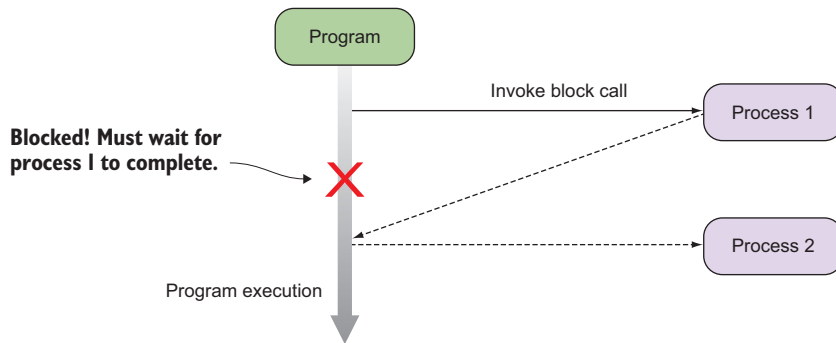 Program
Invoke block call
Process 1
Blocked! Must wait for
process 1 to complete.
Process 2
Program execution